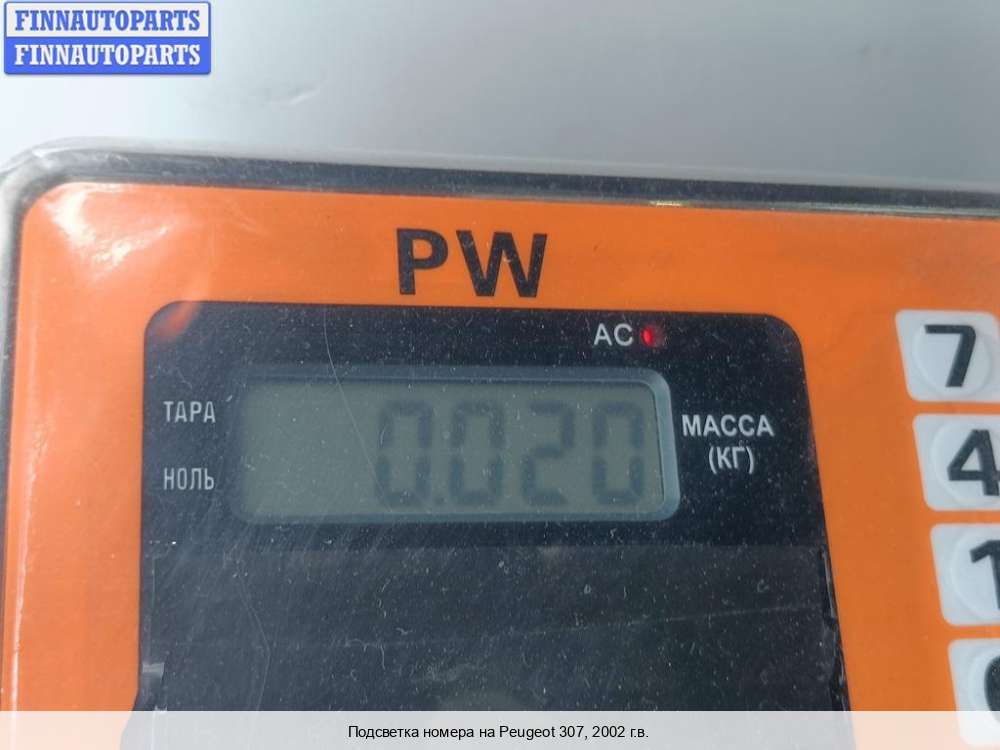 FINNAUTOPARTS
FINNAUTOPARTS
PW
AC
ТАРА
0.020
МАССА
(КГ)
НОЛЬ
7
4
1
Подсветка номера на Peugeot 307, 2002 г.в.